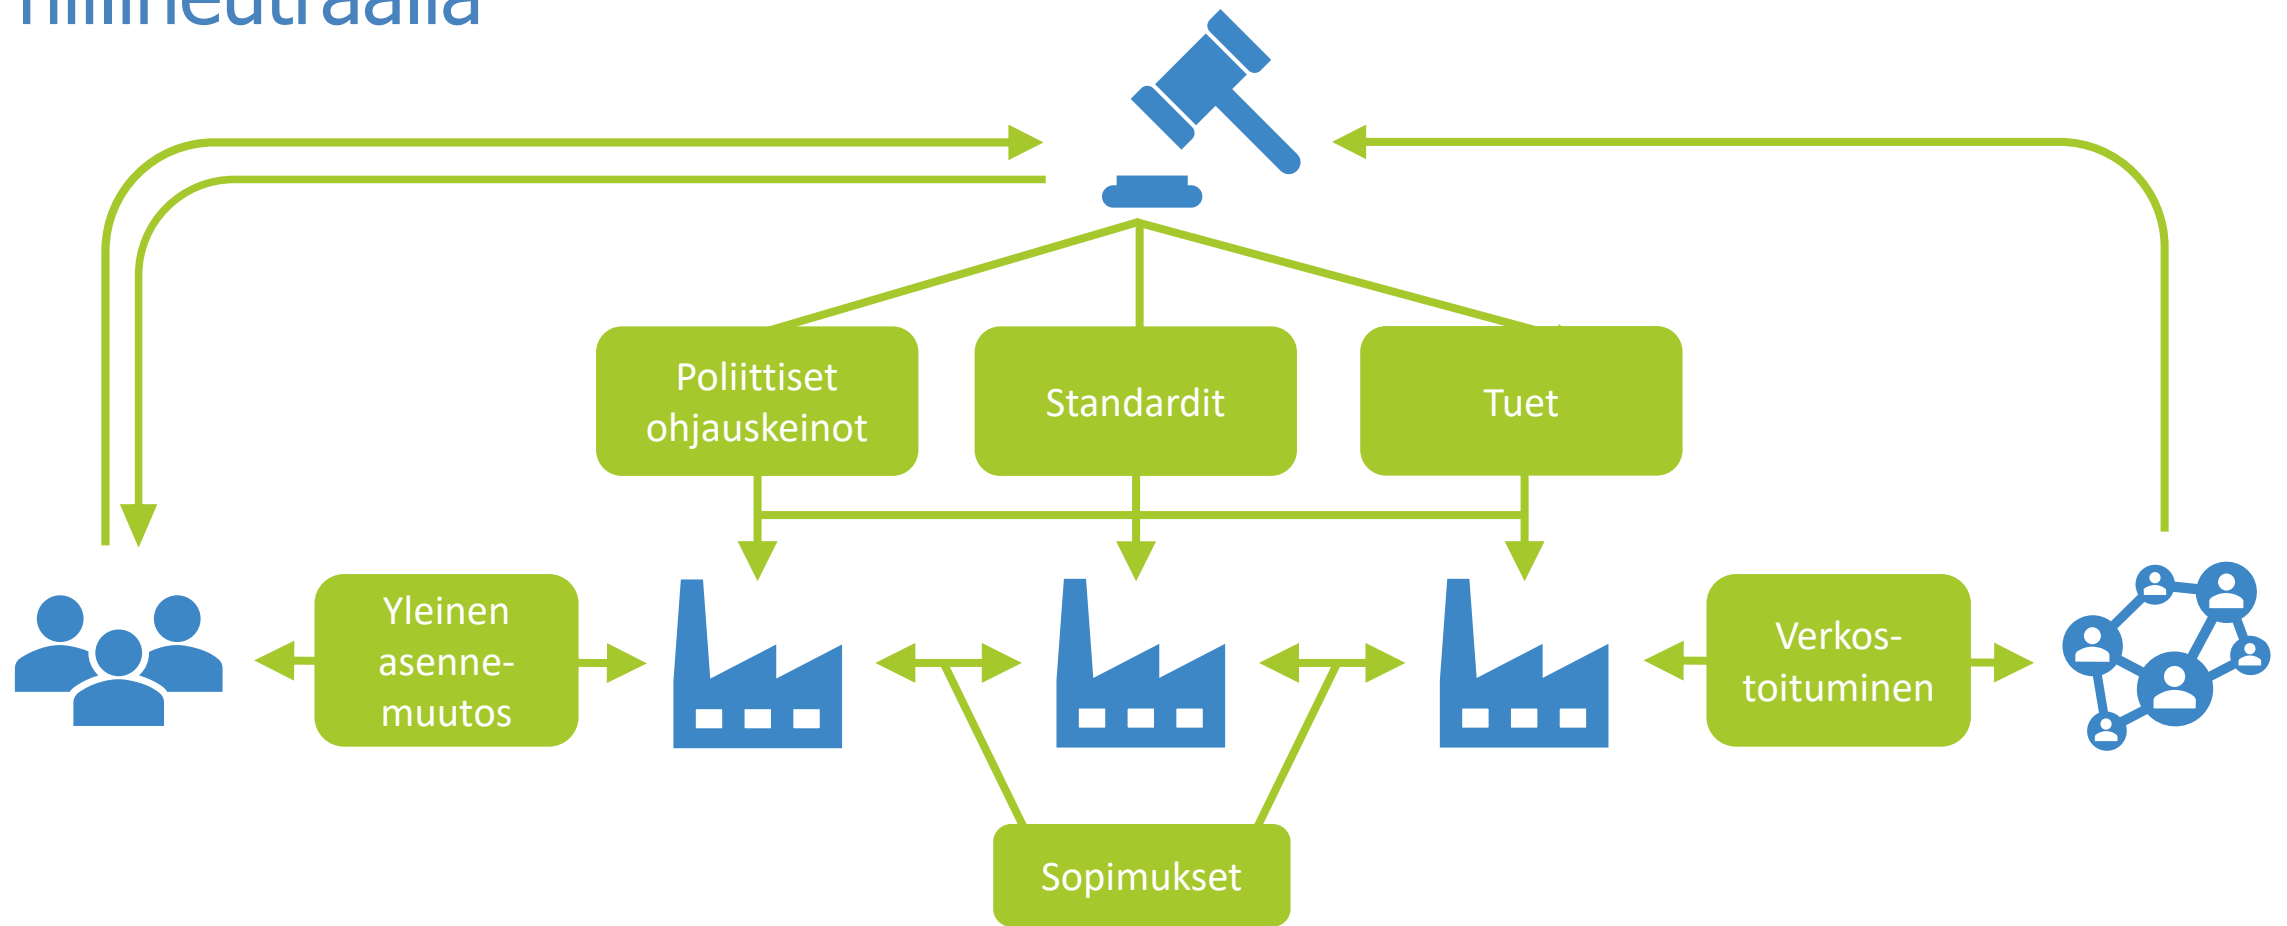 Poliittiset
ohjauskeinot
Standardit
Tuet
Yleinen
asenne-
muutos
Verkos-
toituminen
Sopimukset